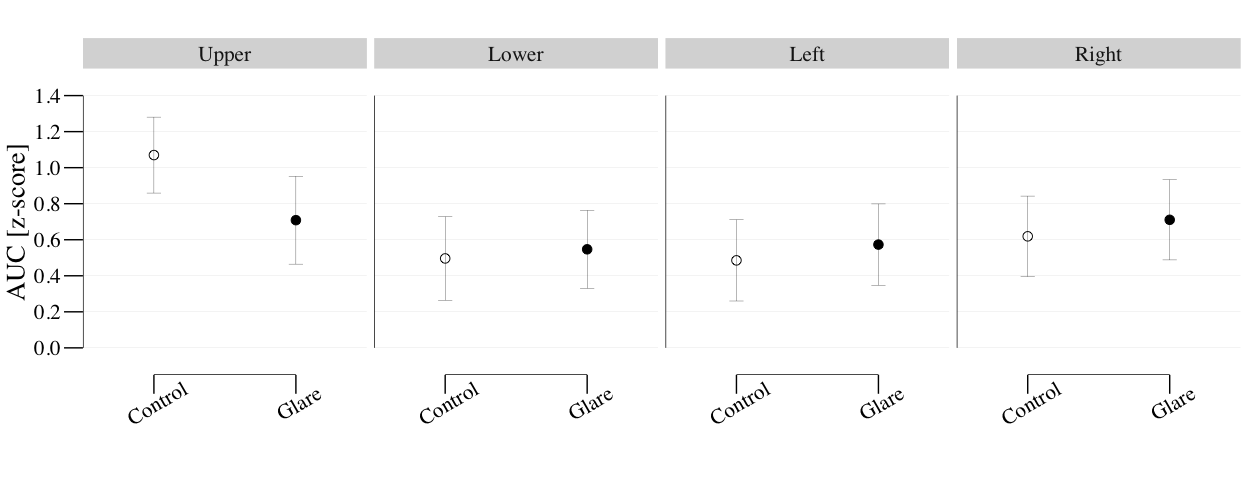 Upper Lower Left Right
AUC [z-score]
1.4
1.2
1.0
0.8
0.6
0.4
0.2
0.0
Control Glare Control Glare Control Glare Control Glare